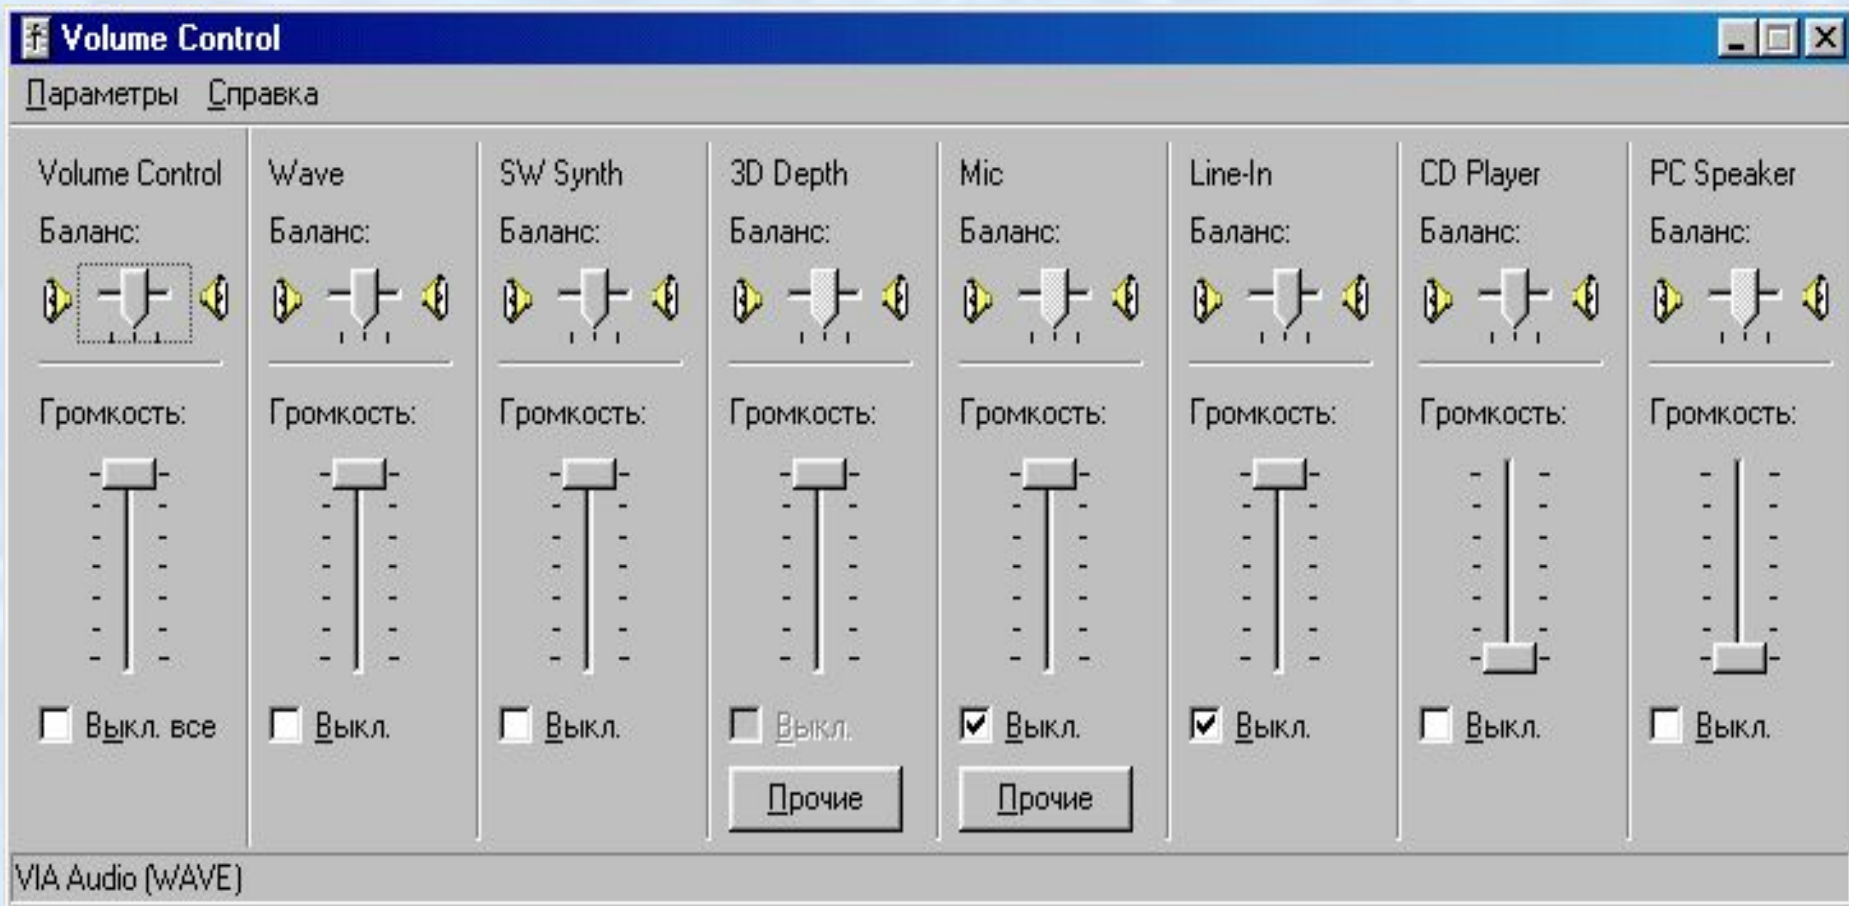 Volume Control
Параметры Справка
Volume Control Wave SW Synth 3D Depth Mic Line-In CD Player PC Speaker
Баланс: Баланс: Баланс: Баланс: Баланс: Баланс: Баланс: Баланс:
Громкость: Громкость: Громкость: Громкость: Громкость: Громкость: Громкость: Громкость:
Выкл. все Выкл. Выкл. Выкл. Выкл. Выкл. Выкл. Выкл.
Прочие Прочие
VIA Audio (WAVE)